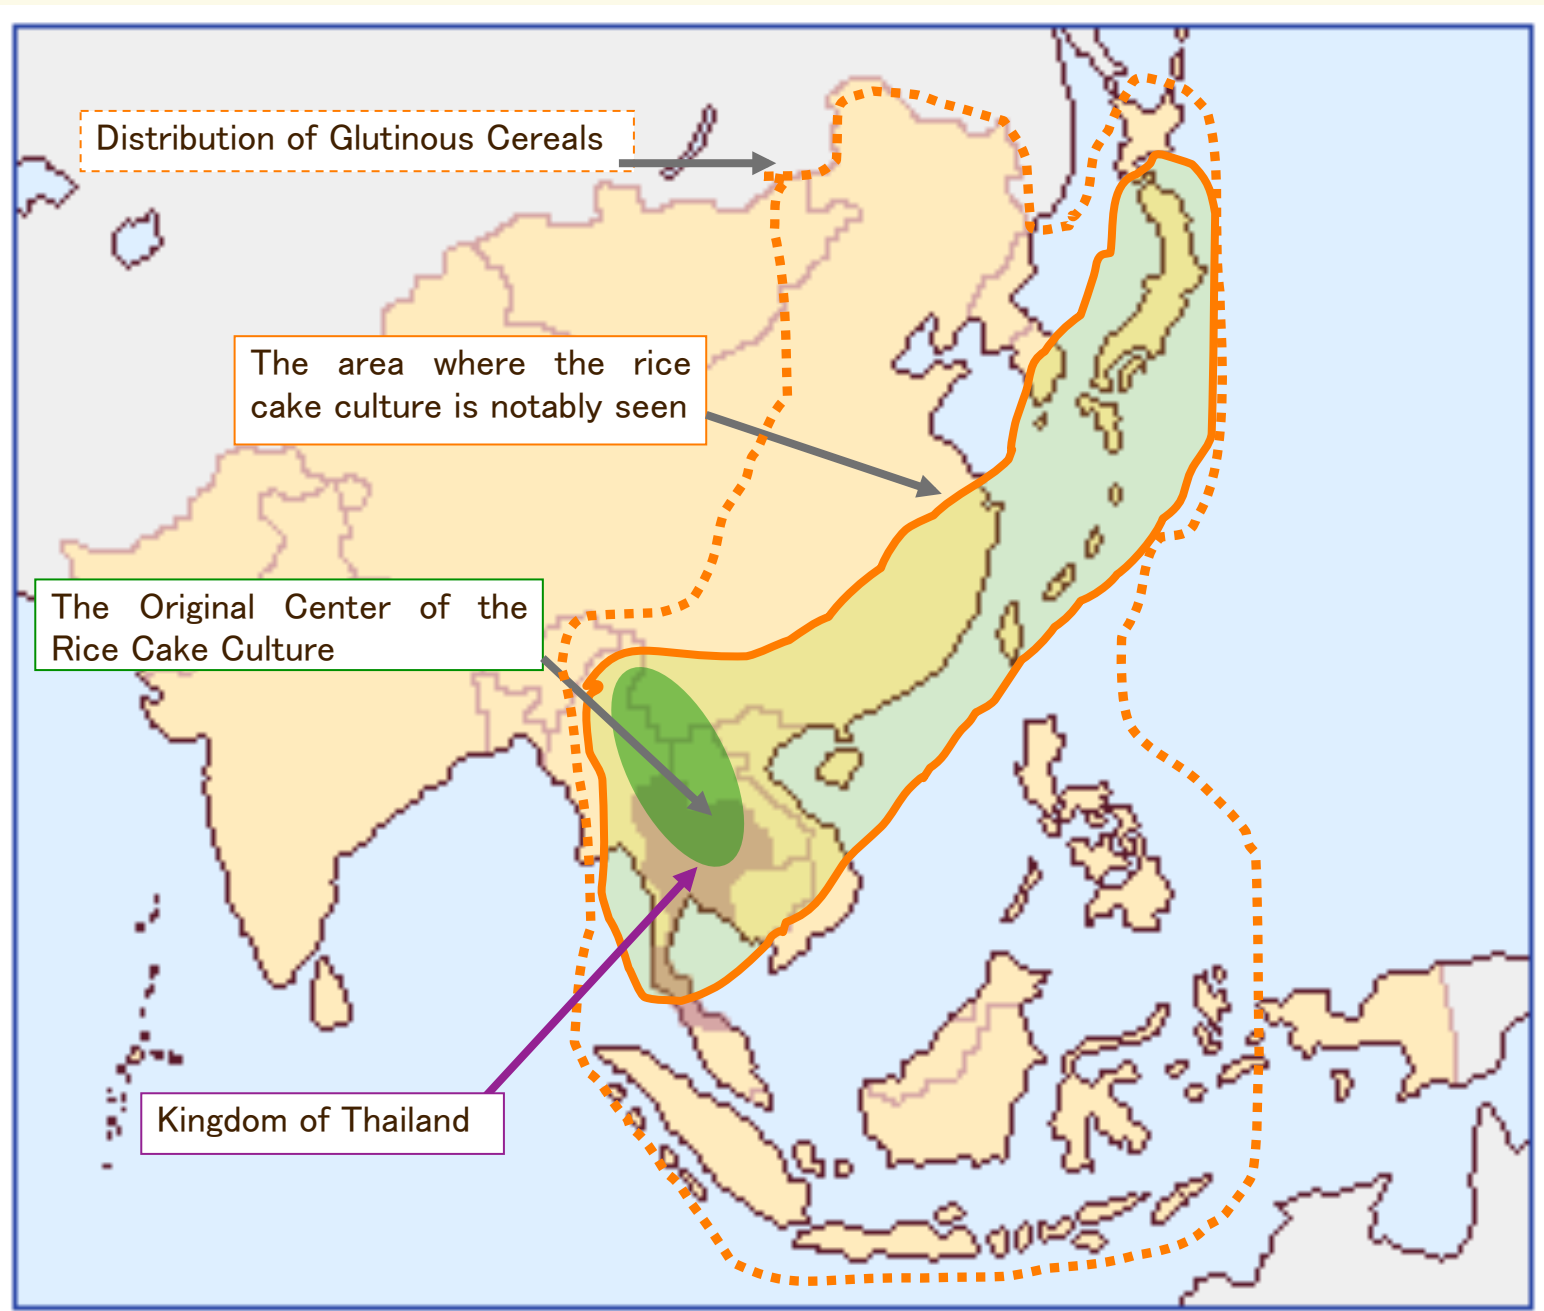 Distribution of Glutinous Cereals
The area where the rice
cake culture is notably seen
The Original Center of the
Rice Cake Culture
Kingdom of Thailand